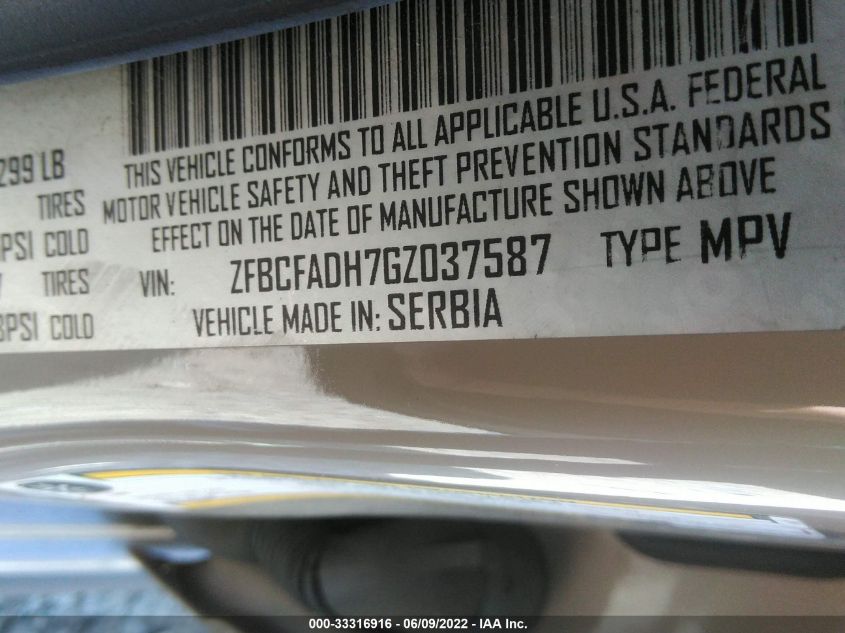 299 LB
THIS VEHICLE CONFORMS TO ALL APPLICABLE U.S.A. FEDERAL
TIRES
MOTOR VEHICLE SAFETY AND THEFT PREVENTION STANDARDS
PSI COLD
EFFECT ON THE DATE OF MANUFACTURE SHOWN ABOVE
TIRES
VIN: ZFBCFADH7GZ037587 TYPE MPV
PSI COLD
VEHICLE MADE IN: SERBIA
000-33316916 - 06/09/2022 - IAA Inc.